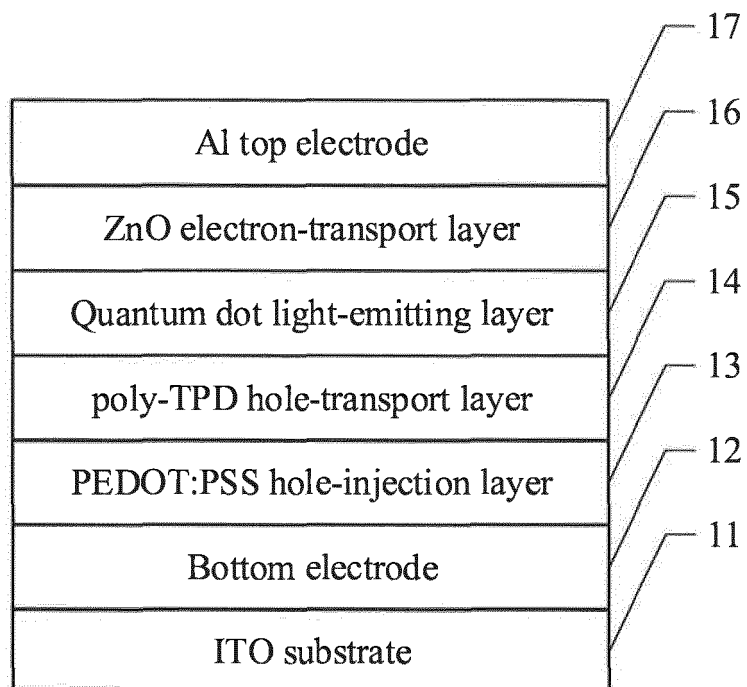 17
Al top electrode
16
ZnO electron-transport layer
15
Quantum dot light-emitting layer
14
poly-TPD hole-transport layer
13
PEDOT:PSS hole-injection layer
12
Bottom electrode
11
ITO substrate